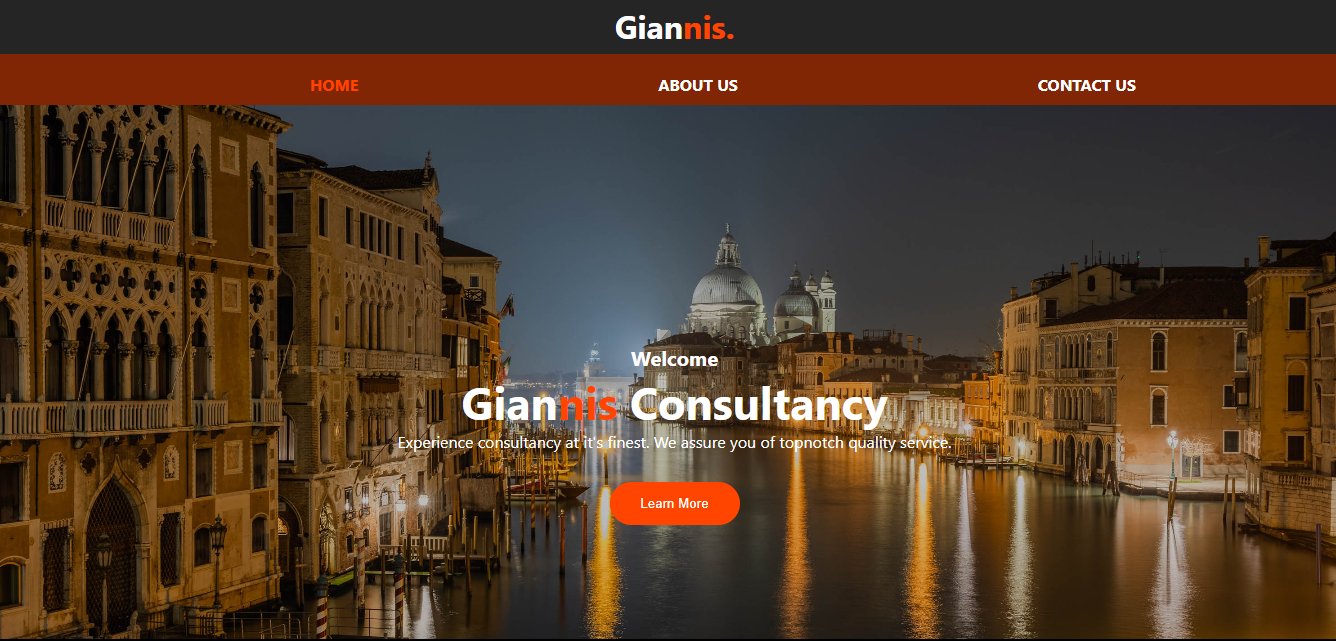 Giannis.
HOME ABOUT US CONTACT US
Welcome
Giannis Consultancy
Experience consultancy at it's finest. We assure you of topnotch quality service.
Learn More